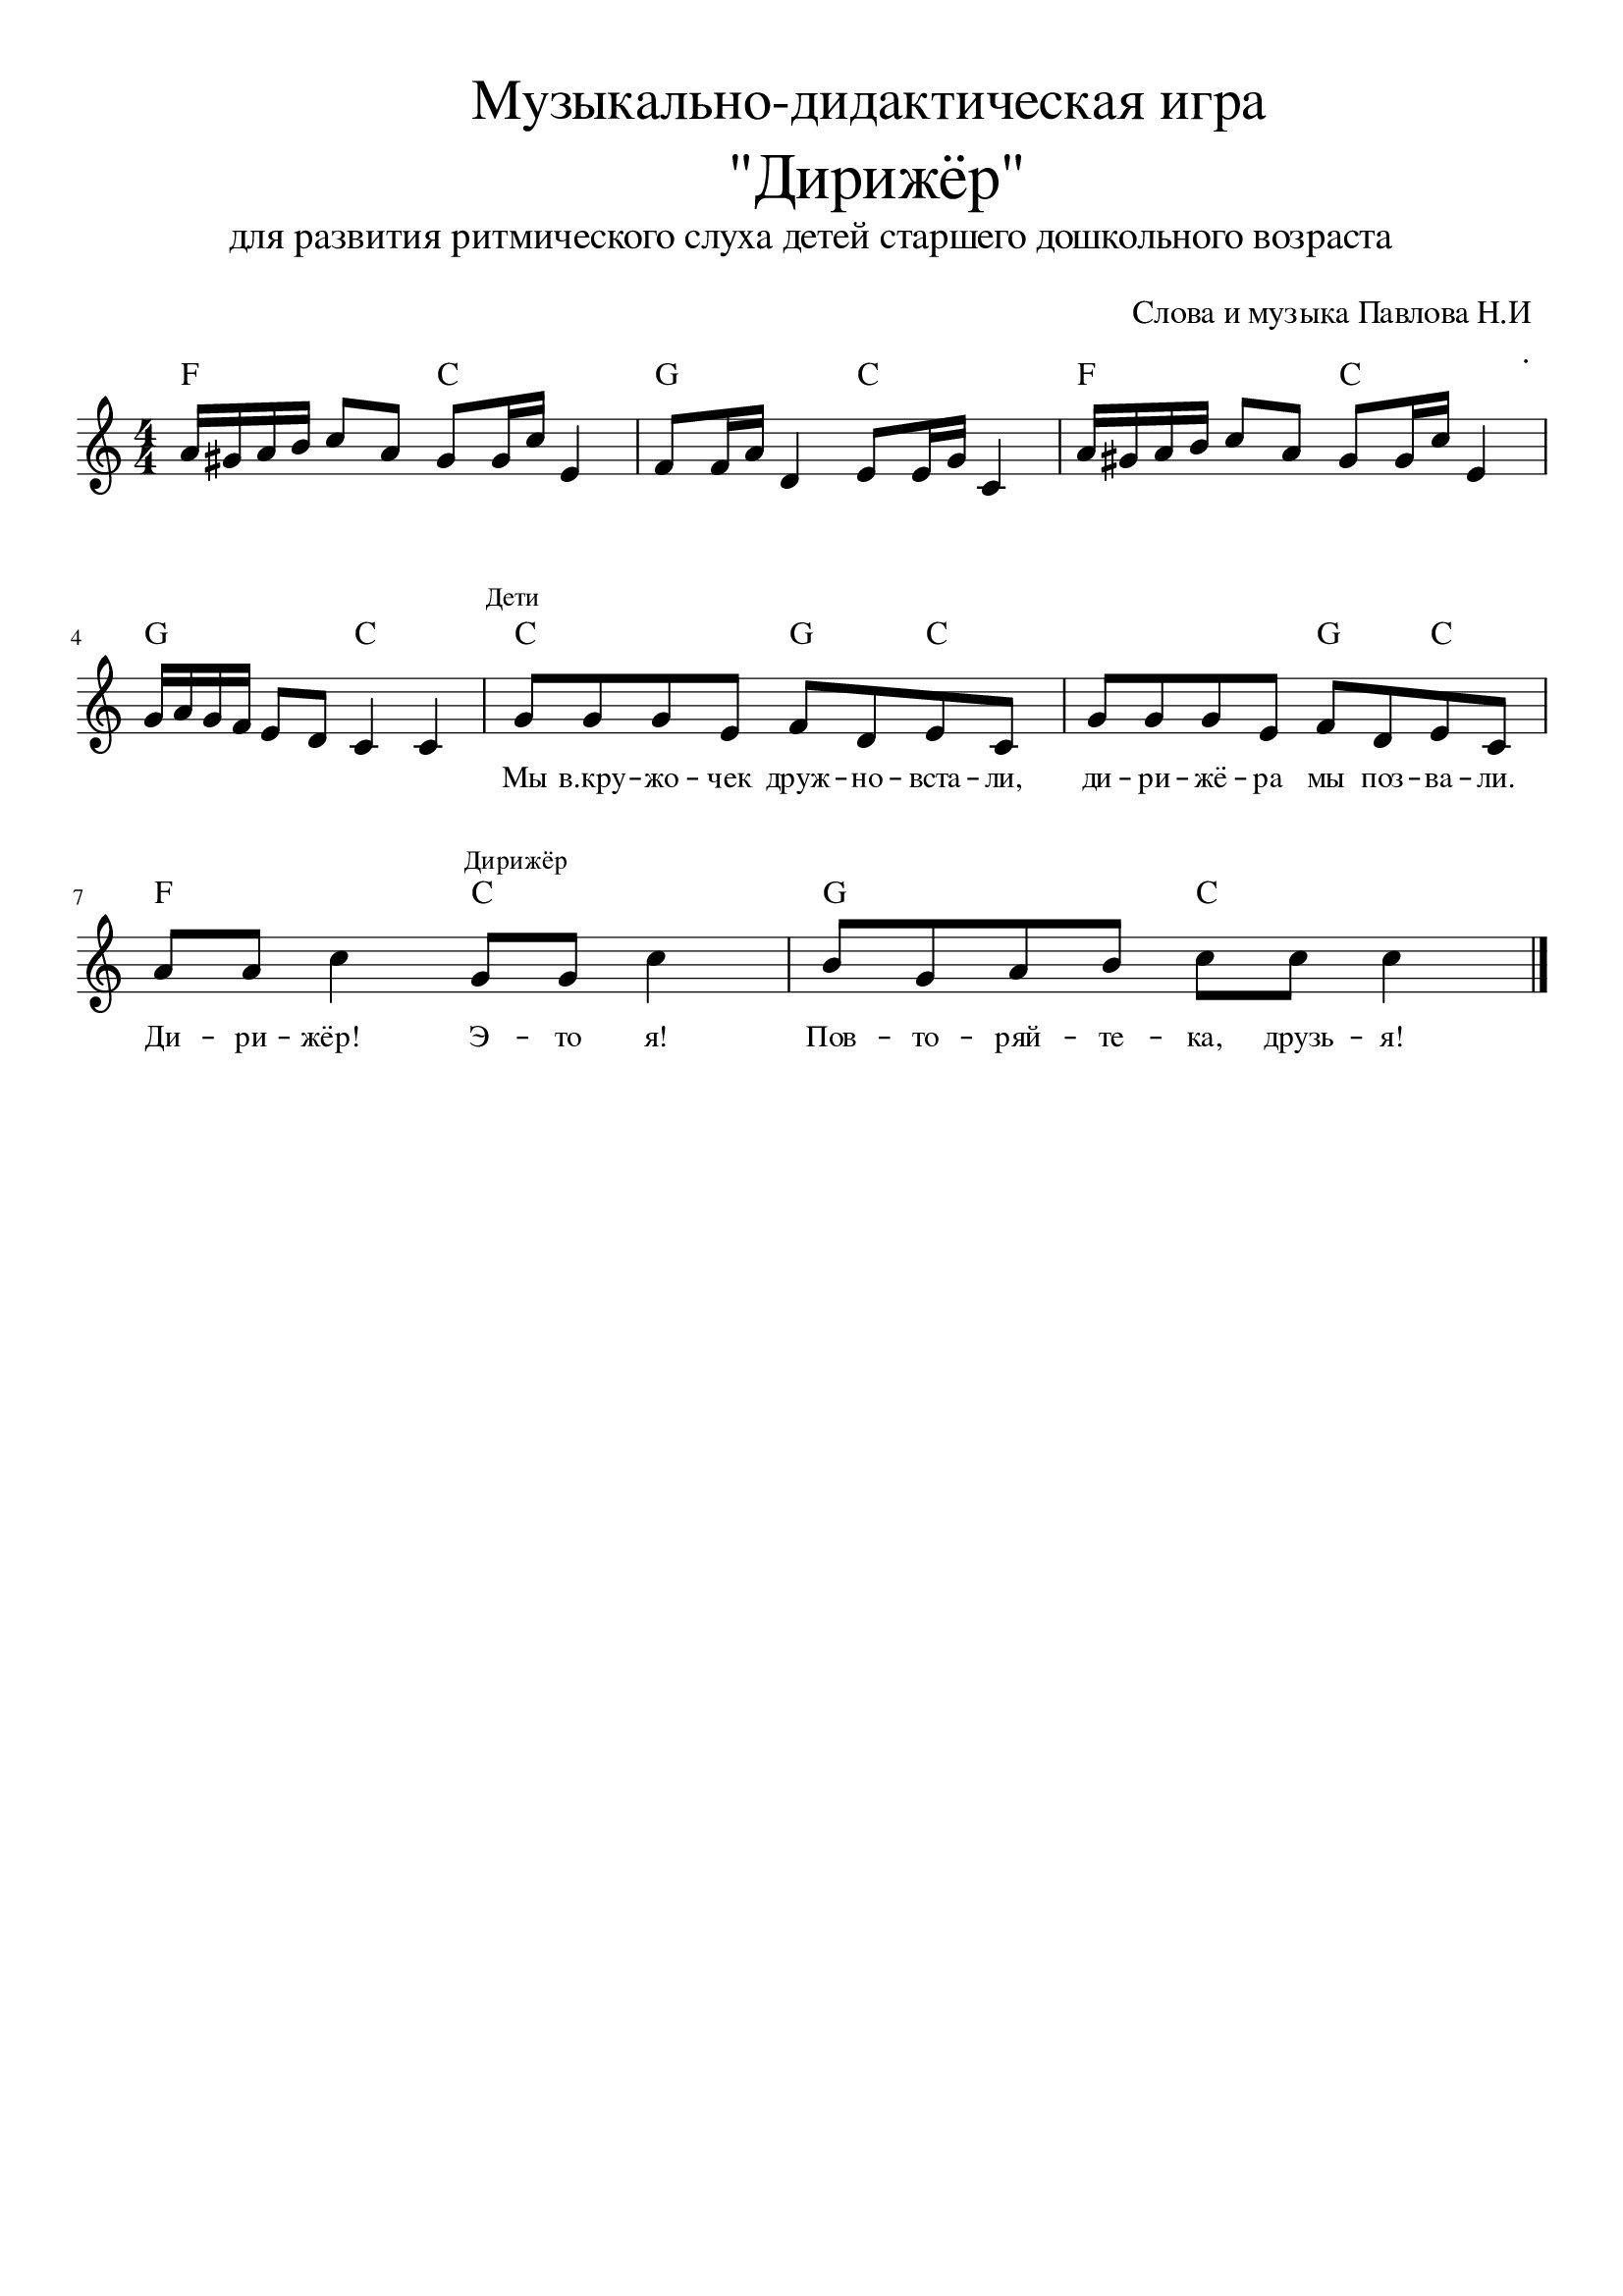 Музыкально-дидактическая игра
"Дирижёр"
для развития ритмического слуха детей старшего дошкольного возраста
Слова и музыка Павлова Н.И
.
F C G C F C
4 4
4
Дети
G C C G C G C
Мы в.кру – жо – чек друж – но – вста – ли, ди – ри – жё – ра мы поз – ва – ли.
7
Дирижёр
F C G C
Ди – ри – жёр! Э – то я! Пов – то – ряй – те – ка, друзь – я!